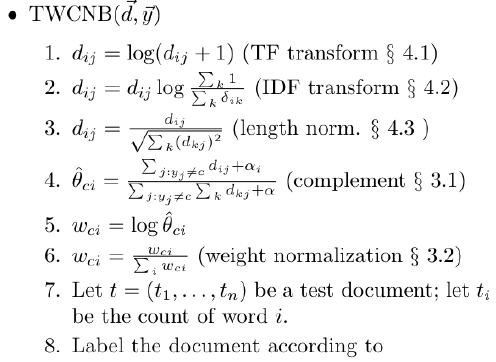 • TWCNB(\vec{d}, \vec{y})
1. d_{ij} = \log(d_{ij} + 1) (TF transform § 4.1)
2. d_{ij} = d_{ij} \log \frac{\sum_k 1}{\sum_k \delta_{ik}} (IDF transform § 4.2)
3. d_{ij} = \frac{d_{ij}}{\sqrt{\sum_k (d_{kj})^2}} (length norm. § 4.3 )
4. \hat{\theta}_{ci} = \frac{\sum_{j:y_j \neq c} d_{ij} + \alpha_i}{\sum_{j:y_j \neq c} \sum_k d_{kj} + \alpha} (complement § 3.1)
5. w_{ci} = \log \hat{\theta}_{ci}
6. w_{ci} = \frac{w_{ci}}{\sum_i w_{ci}} (weight normalization § 3.2)
7. Let t = (t_1, . . . , t_n) be a test document; let t_i
be the count of word i.
8. Label the document according to